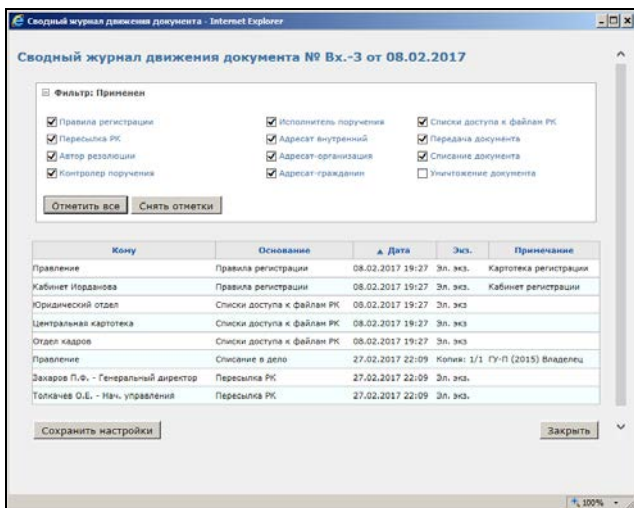 Сводный журнал движения документа - Internet Explorer
Сводный журнал движения документа № Вх.-3 от 08.02.2017
Фильтр: Применен
Правила регистрации Исполнитель поручения Списки доступа к файлам РК
Пересылка РК Адресат внутренний Передача документа
Автор резолюции Адресат-организация Списание документа
Контролер поручения Адресат-гражданин Уничтожение документа
Отметить все Снять отметки
Кому Основание Дата Экз. Примечание
Правление Правила регистрации 08.02.2017 19:27 Эл. экз. Картотека регистрации
Кабинет Иорданова Правила регистрации 08.02.2017 19:27 Эл. экз. Кабинет регистрации
Юридический отдел Списки доступа к файлам РК 08.02.2017 19:27 Эл. экз
Центральная картотека Списки доступа к файлам РК 08.02.2017 19:27 Эл. экз
Отдел кадров Списки доступа к файлам РК 08.02.2017 19:27 Эл. экз
Правление Списание в дело 27.02.2017 22:09 Копия: 1/1 ГУ-П (2015) Владелец
Захаров П.Ф. - Генеральный директор Пересылка РК 27.02.2017 22:09 Эл. экз.
Толкачев О.Е. - Нач. управления Пересылка РК 27.02.2017 22:09 Эл. экз.
Сохранить настройки Закрыть
100%